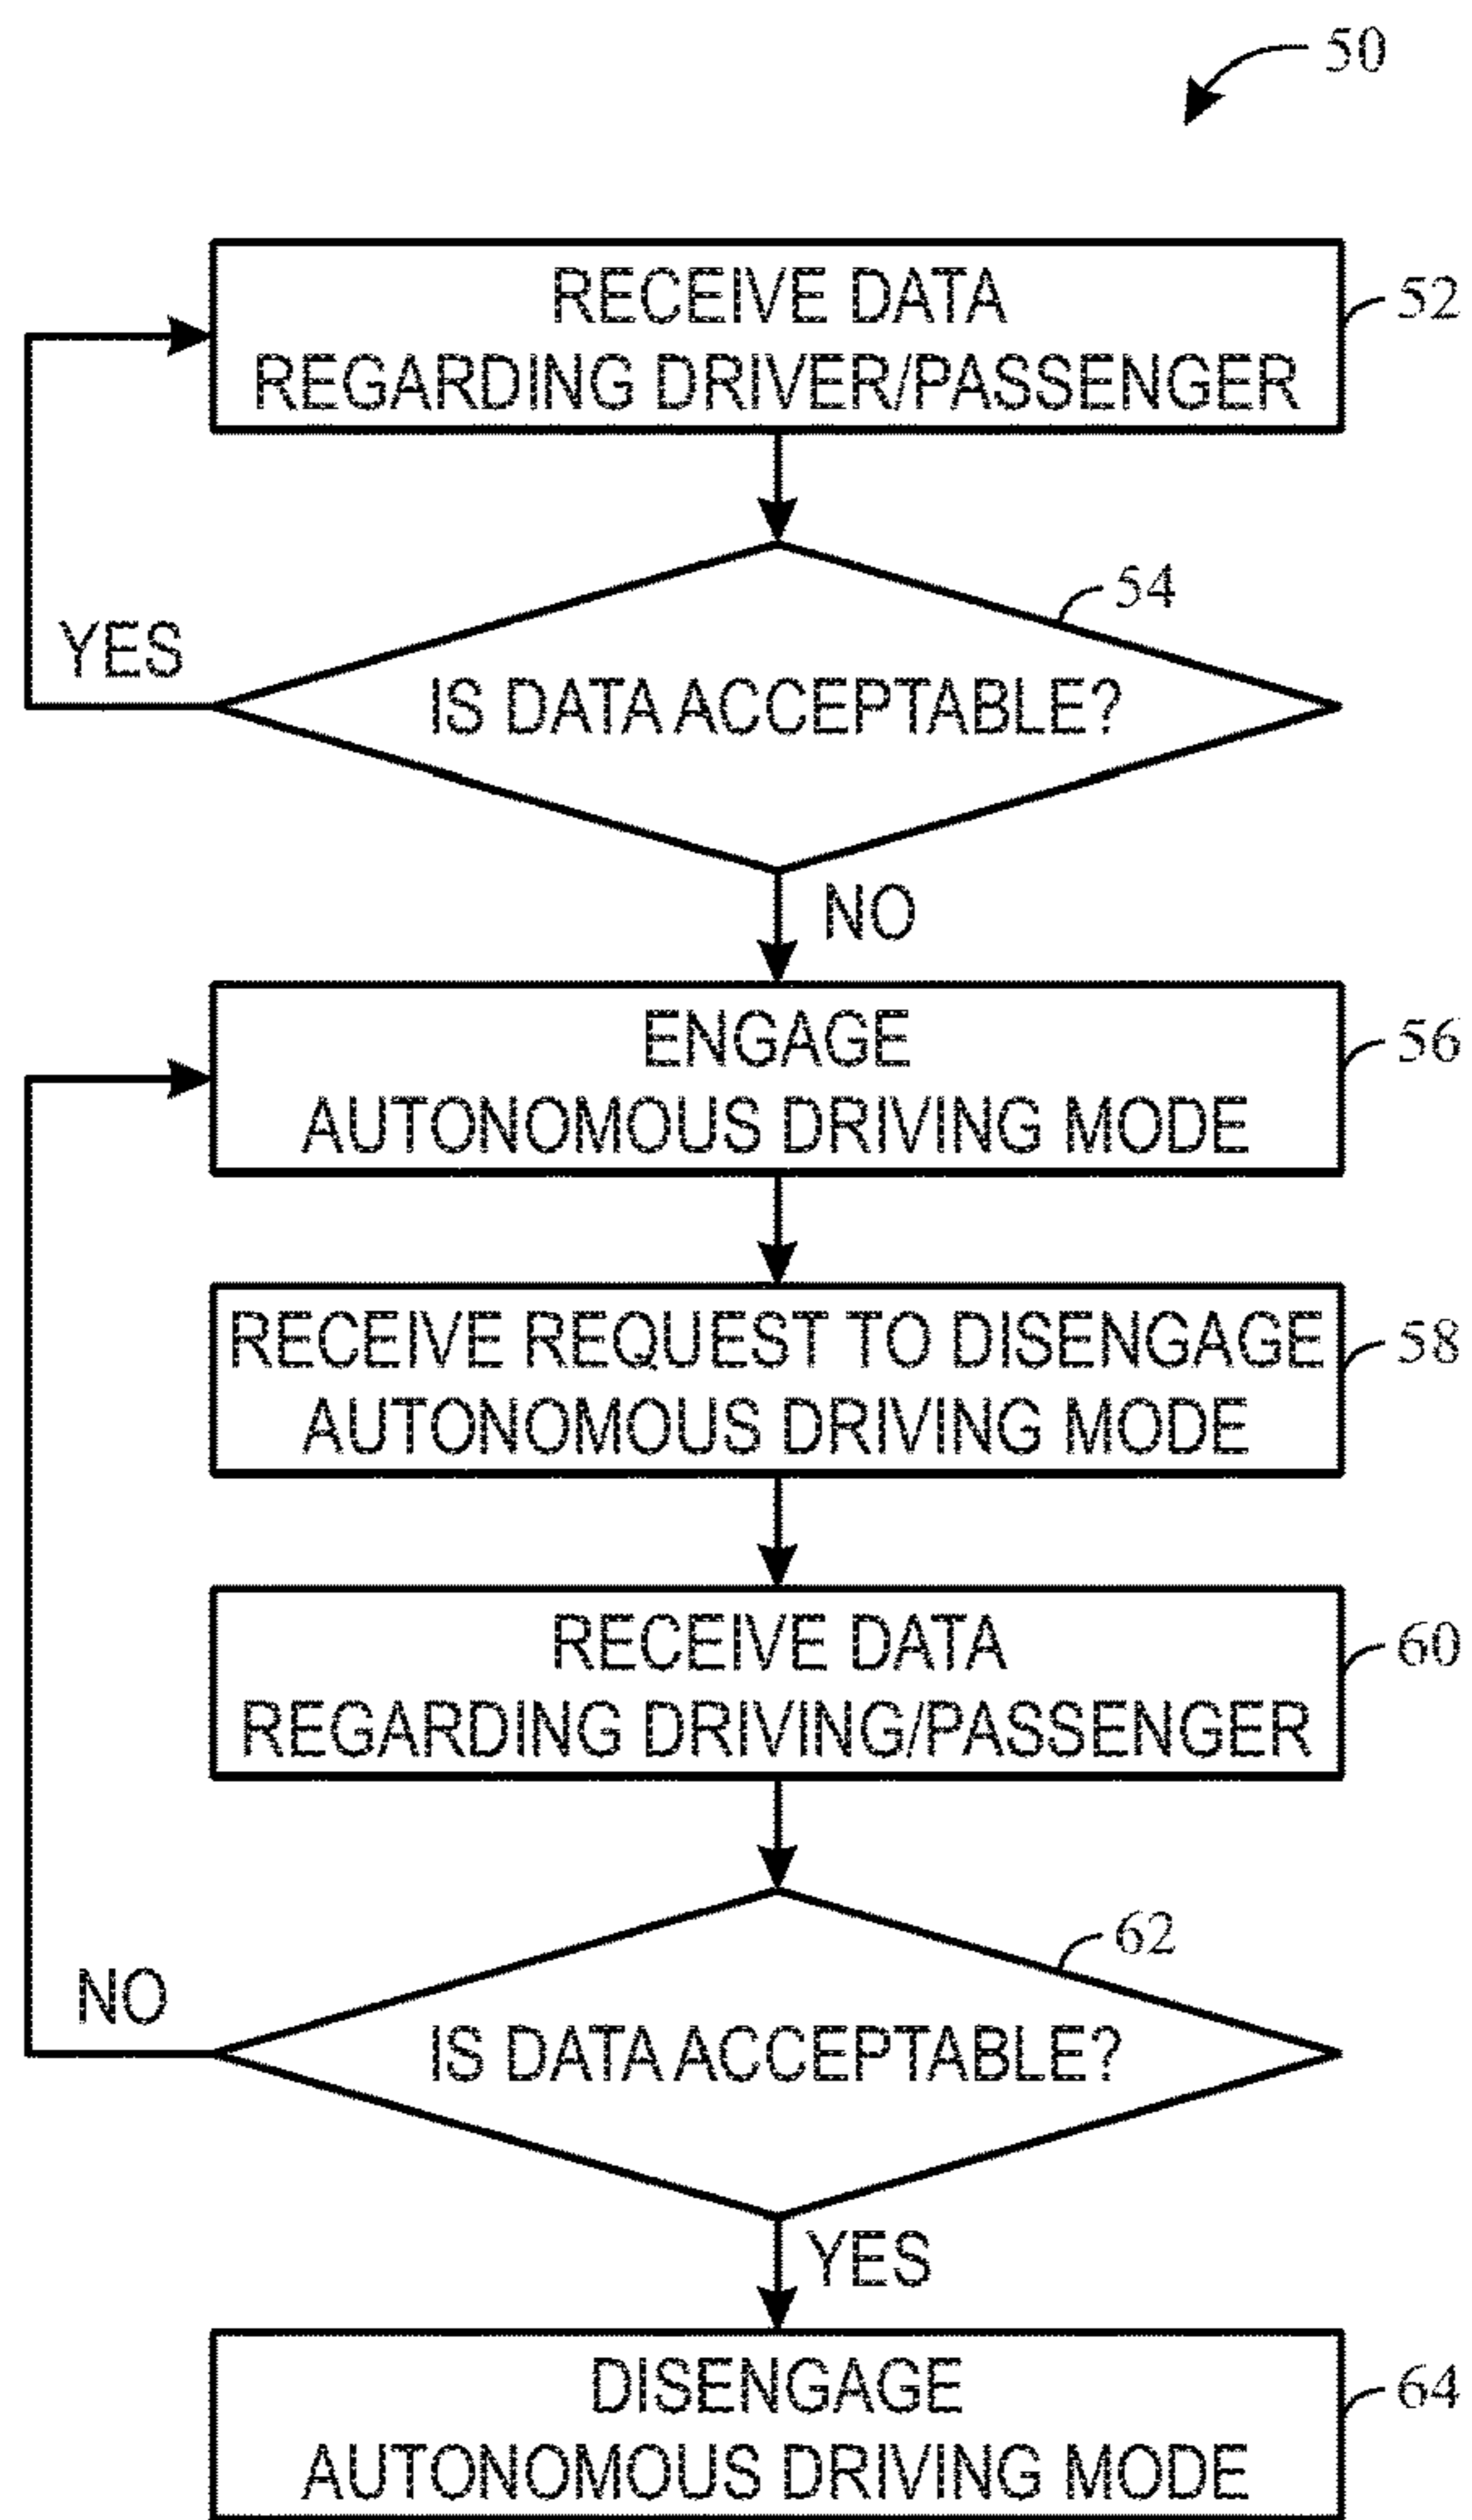 50
RECEIVE DATA
REGARDING DRIVER/PASSENGER
52
54
YES
IS DATA ACCEPTABLE?
NO
ENGAGE
AUTONOMOUS DRIVING MODE
56
RECEIVE REQUEST TO DISENGAGE
AUTONOMOUS DRIVING MODE
58
RECEIVE DATA
REGARDING DRIVING/PASSENGER
60
62
NO
IS DATA ACCEPTABLE?
YES
DISENGAGE
AUTONOMOUS DRIVING MODE
64